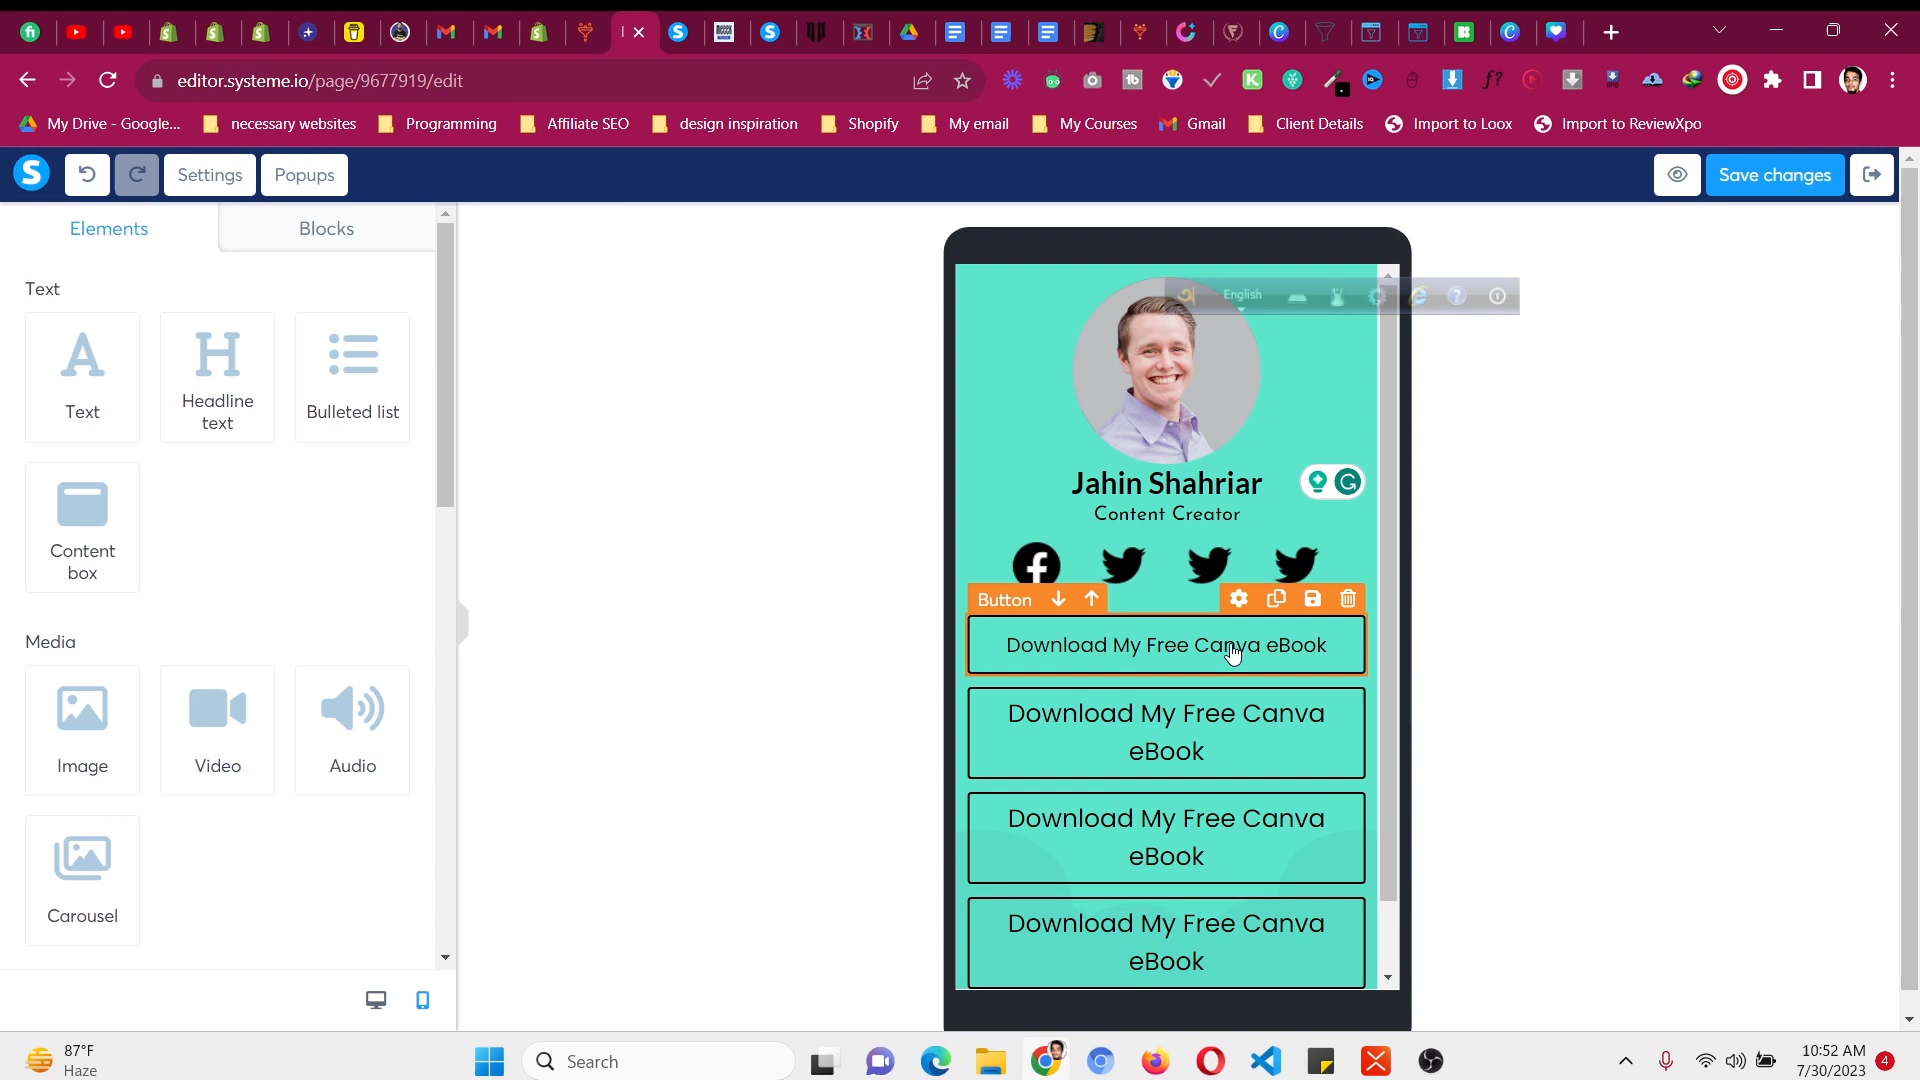 editor.systeme.io/page/9677919/edit
My Drive - Google...
necessary websites
Programming
Affiliate SEO
design inspiration
Shopify
My email
My Courses
Gmail
Client Details
Import to Loox
Import to ReviewXpo
Settings
Popups
Save changes
Elements
Blocks
Text
Text
Headline
text
Bulleted list
Content
box
Media
Image
Video
Audio
Carousel
English
Jahin Shahriar
Content Creator
Button
Download My Free Canva eBook
Download My Free Canva
eBook
Download My Free Canva
eBook
Download My Free Canva
eBook
87°F
Haze
Search
10:52 AM
7/30/2023
4